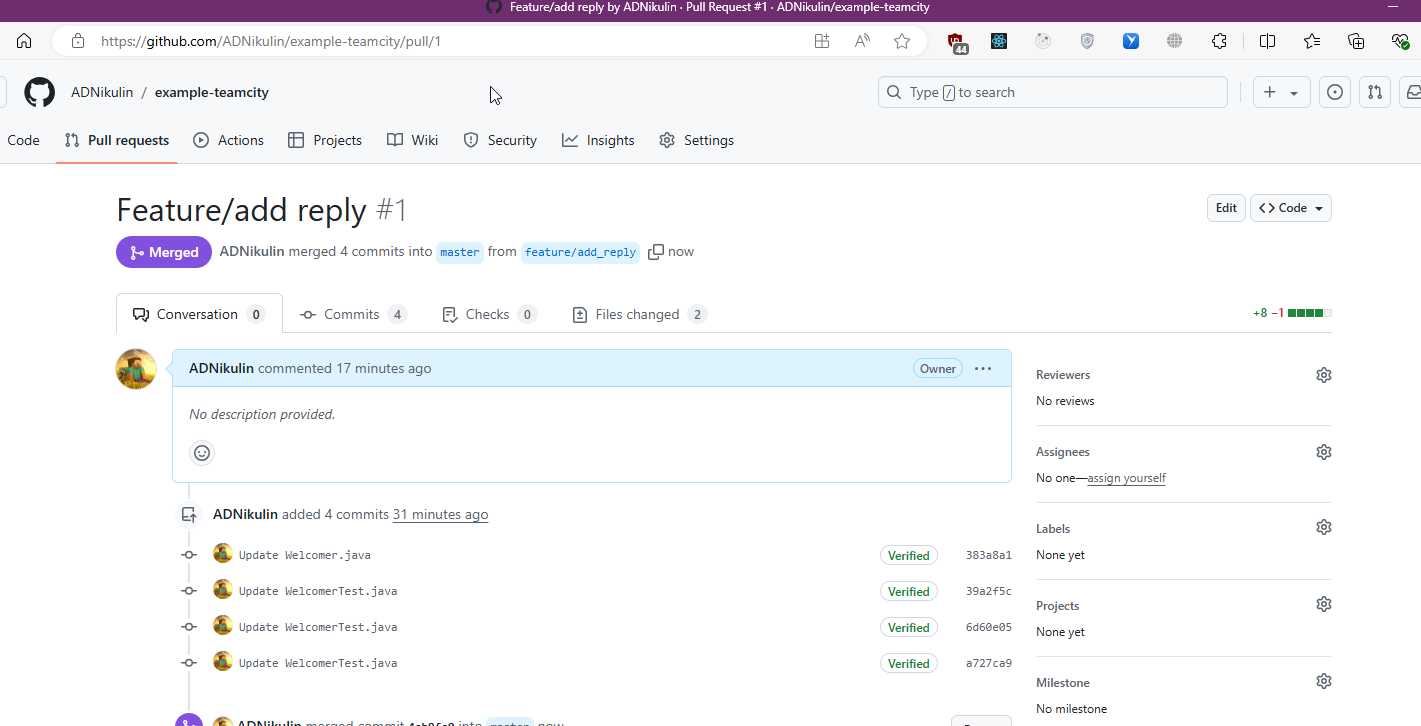 Feature/add reply by ADNikulin · Pull Request #1 · ADNikulin/example-teamcity
https://github.com/ADNikulin/example-teamcity/pull/1
44
ADNikulin / example-teamcity
Type / to search
Code Pull requests Actions Projects Wiki Security Insights Settings
Feature/add reply #1
Edit
Code
Merged ADNikulin merged 4 commits into master from feature/add_reply now
Conversation 0 Commits 4 Checks 0 Files changed 2
+8 −1
ADNikulin commented 17 minutes ago Owner
No description provided.
ADNikulin added 4 commits 31 minutes ago
Update Welcomer.java Verified 383a8a1
Update WelcomerTest.java Verified 39a2f5c
Update WelcomerTest.java Verified 6d60e05
Update WelcomerTest.java Verified a727ca9
ADNikulin merged commit into master now
Reviewers
No reviews
Assignees
No one—assign yourself
Labels
None yet
Projects
None yet
Milestone
No milestone